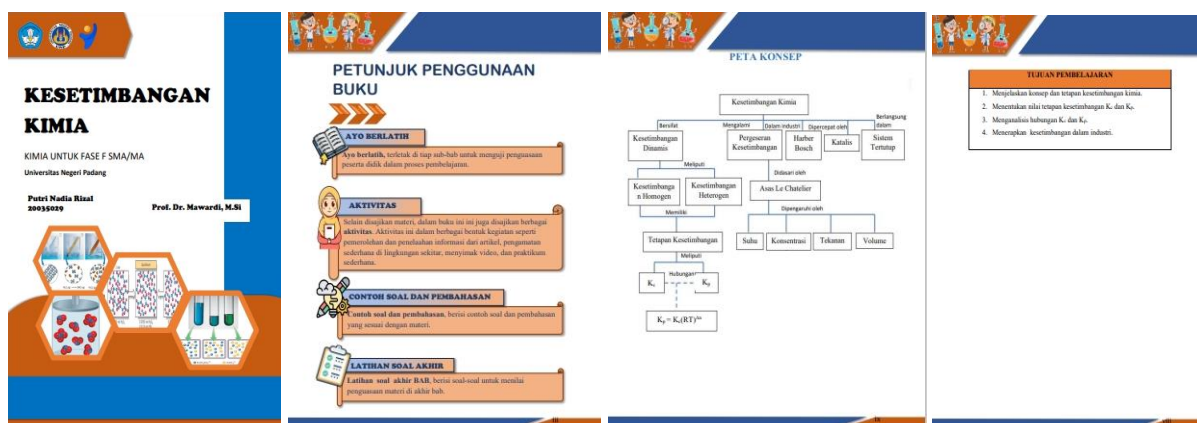 KESETIMBANGAN
KIMIA
KIMIA UNTUK FASE F SMA/MA
Universitas Negeri Padang
Putri Nadia Rizal
20035029
Prof. Dr. Mawardi, M.Si
PETUNJUK PENGGUNAAN
BUKU
AYO BERLATIH
Ayo berlatih, terletak di tiap sub-bab untuk menguji penguasaan
peserta didik dalam proses pembelajaran.
AKTIVITAS
Selain disajikan materi, dalam buku ini ini juga disajikan berbagai
aktivitas. Aktivitas ini dalam berbagai bentuk kegiatan seperti
pemerolehan dan penelaahan informasi dari artikel, pengamatan
sederhana di lingkungan sekitar, menyimak video, dan praktikum
sederhana.
CONTOH SOAL DAN PEMBAHASAN
Contoh soal dan pembahasan, berisi contoh soal dan pembahasan
yang sesuai dengan materi.
LATIHAN SOAL AKHIR
Latihan soal akhir BAB, berisi soal-soal untuk menilai
penguasaan materi di akhir bab.
iii
PETA KONSEP
Kesetimbangan Kimia
Bersifat
Mengalami
Dalam industri
Dipercepat oleh
Berlangsung
dalam
Kesetimbangan
Dinamis
Pergeseran
Kesetimbangan
Harber
Bosch
Katalis
Sistem
Tertutup
Meliputi
Didasari oleh
Kesetimbanga
n Homogen
Kesetimbangan
Heterogen
Asas Le Chatelier
Memiliki
Dipengaruhi oleh
Tetapan Kesetimbangan
Suhu
Konsentrasi
Tekanan
Volume
Meliputi
Hubungan
Kc
Kp
Kp = Kc(RT)Δn
TUJUAN PEMBELAJARAN
1. Menjelaskan konsep dan tetapan kesetimbangan kimia.
2. Menentukan nilai tetapan kesetimbangan Kc dan Kp.
3. Menganalisis hubungan Kc dan Kp.
4. Menerapkan kesetimbangan dalam industri.